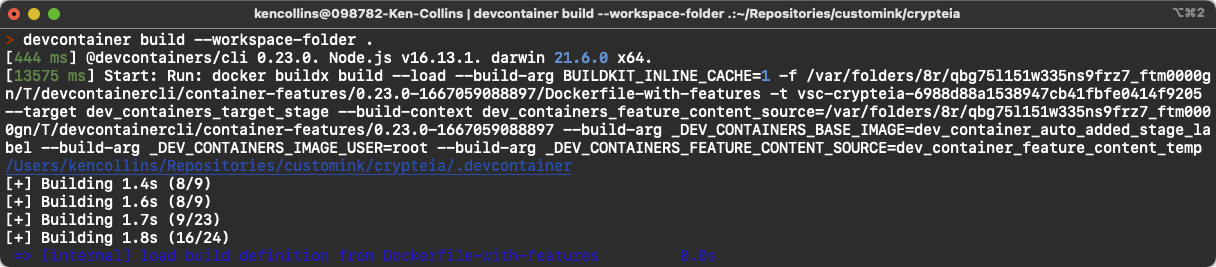 kencollins@098782-Ken-Collins | devcontainer build --workspace-folder .:~/Repositories/customink/crypteia
⌥⌘2
> devcontainer build --workspace-folder .
[444 ms] @devcontainers/cli 0.23.0. Node.js v16.13.1. darwin 21.6.0 x64.
[13575 ms] Start: Run: docker buildx build --load --build-arg BUILDKIT_INLINE_CACHE=1 -f /var/folders/8r/qbg75l151w335ns9frz7_ftm0000g
n/T/devcontainercli/container-features/0.23.0-1667059088897/Dockerfile-with-features -t vsc-crypteia-6988d88a1538947cb41fbfe0414f9205
--target dev_containers_target_stage --build-context dev_containers_feature_content_source=/var/folders/8r/qbg75l151w335ns9frz7_ftm0
000gn/T/devcontainercli/container-features/0.23.0-1667059088897 --build-arg _DEV_CONTAINERS_BASE_IMAGE=dev_container_auto_added_stage_la
bel --build-arg _DEV_CONTAINERS_IMAGE_USER=root --build-arg _DEV_CONTAINERS_FEATURE_CONTENT_SOURCE=dev_container_feature_content_temp
/Users/kencollins/Repositories/customink/crypteia/.devcontainer
[+] Building 1.4s (8/9)
[+] Building 1.6s (8/9)
[+] Building 1.7s (9/23)
[+] Building 1.8s (16/24)
=> [internal] load build definition from Dockerfile-with-features 0.0s